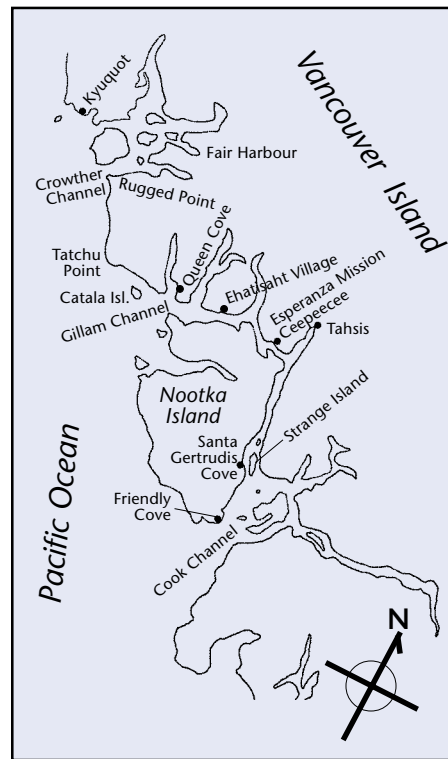 Kyuquot
Vancouver Island
Fair Harbour
Crowther
Channel
Rugged Point
Queen Cove
Tatchu
Point
Ehatisaht Village
Esperanza Mission
Ceepeecee
Catala Isl.
Gillam Channel
Tahsis
Nootka
Island
Strange Island
Santa
Gertrudis
Cove
Pacific Ocean
Friendly
Cove
Cook Channel
N